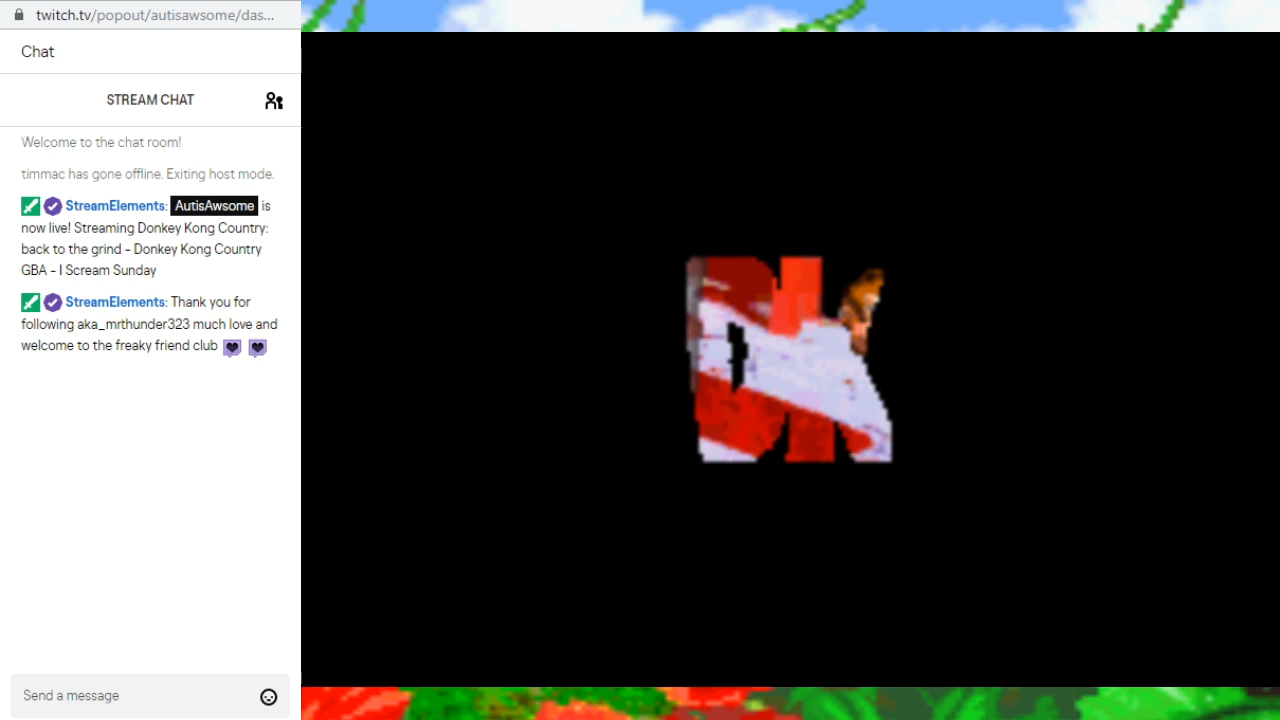 twitch.tv/popout/autisawsome/das...
Chat
STREAM CHAT
Welcome to the chat room!
timmac has gone offline. Exiting host mode.
StreamElements: AutisAwsome is
now live! Streaming Donkey Kong Country:
back to the grind - Donkey Kong Country
GBA - I Scream Sunday
StreamElements: Thank you for
following aka_mrthunder323 much love and
welcome to the freaky friend club
Send a message